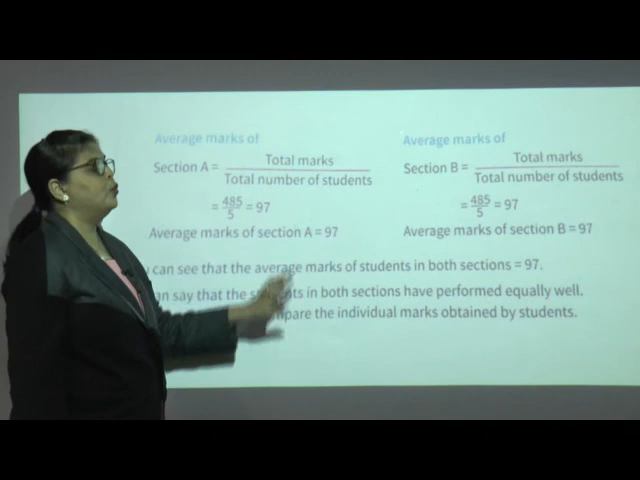 Average marks of
Section A = Total marks
Total number of students
= 485
5 = 97
Average marks of section A = 97
Average marks of
Section B = Total marks
Total number of students
= 485
5 = 97
Average marks of section B = 97
can see that the average marks of students in both sections = 97.
say that the students in both sections have performed equally well.
the individual marks obtained by students.